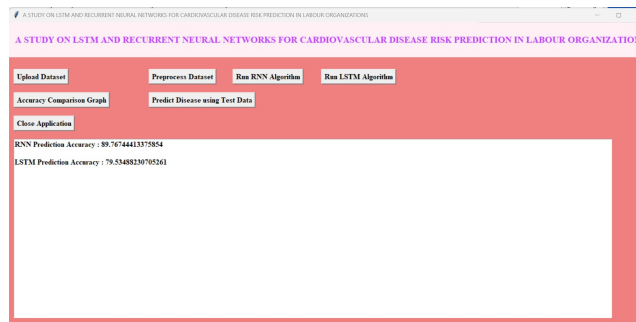 A STUDY ON LSTM AND RECURRENT NEURAL NETWORKS FOR CARDIOVASCULAR DISEASE RISK PREDICTION IN LABOUR ORGANIZATIONS
A STUDY ON LSTM AND RECURRENT NEURAL NETWORKS FOR CARDIOVASCULAR DISEASE RISK PREDICTION IN LABOUR ORGANIZATIO
Upload Dataset Preprocess Dataset Run RNN Algorithm Run LSTM Algorithm
Accuracy Comparison Graph Predict Disease using Test Data
Close Application
RNN Prediction Accuracy : 89.76744413375854
LSTM Prediction Accuracy : 79.53488230705261